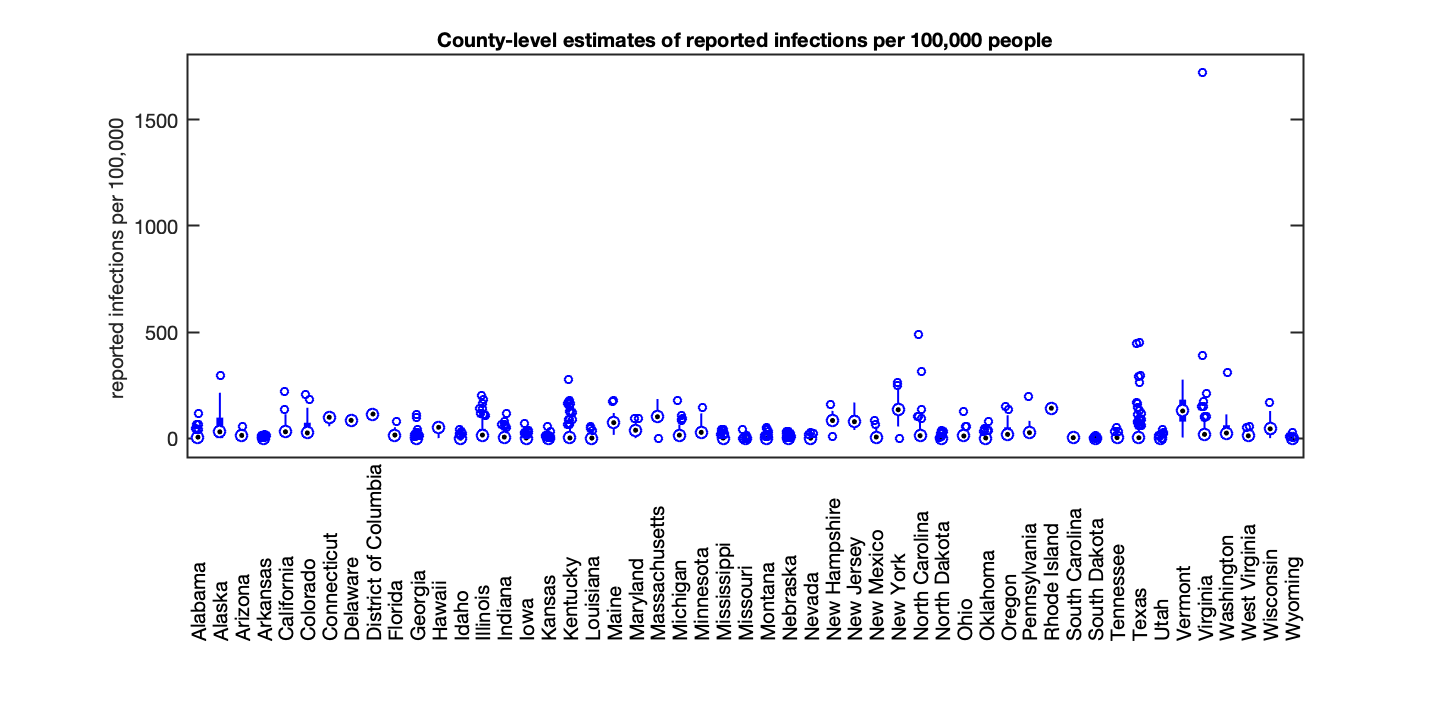 County-level estimates of reported infections per 100,000 people
reported infections per 100,000
1500
1000
500
0
Alabama
Alaska
Arizona
Arkansas
California
Colorado
Connecticut
Delaware
District of Columbia
Florida
Georgia
Hawaii
Idaho
Illinois
Indiana
Iowa
Kansas
Kentucky
Louisiana
Maine
Maryland
Massachusetts
Michigan
Minnesota
Mississippi
Missouri
Montana
Nebraska
Nevada
New Hampshire
New Jersey
New Mexico
New York
North Carolina
North Dakota
Ohio
Oklahoma
Oregon
Pennsylvania
Rhode Island
South Carolina
South Dakota
Tennessee
Texas
Utah
Vermont
Virginia
Washington
West Virginia
Wisconsin
Wyoming